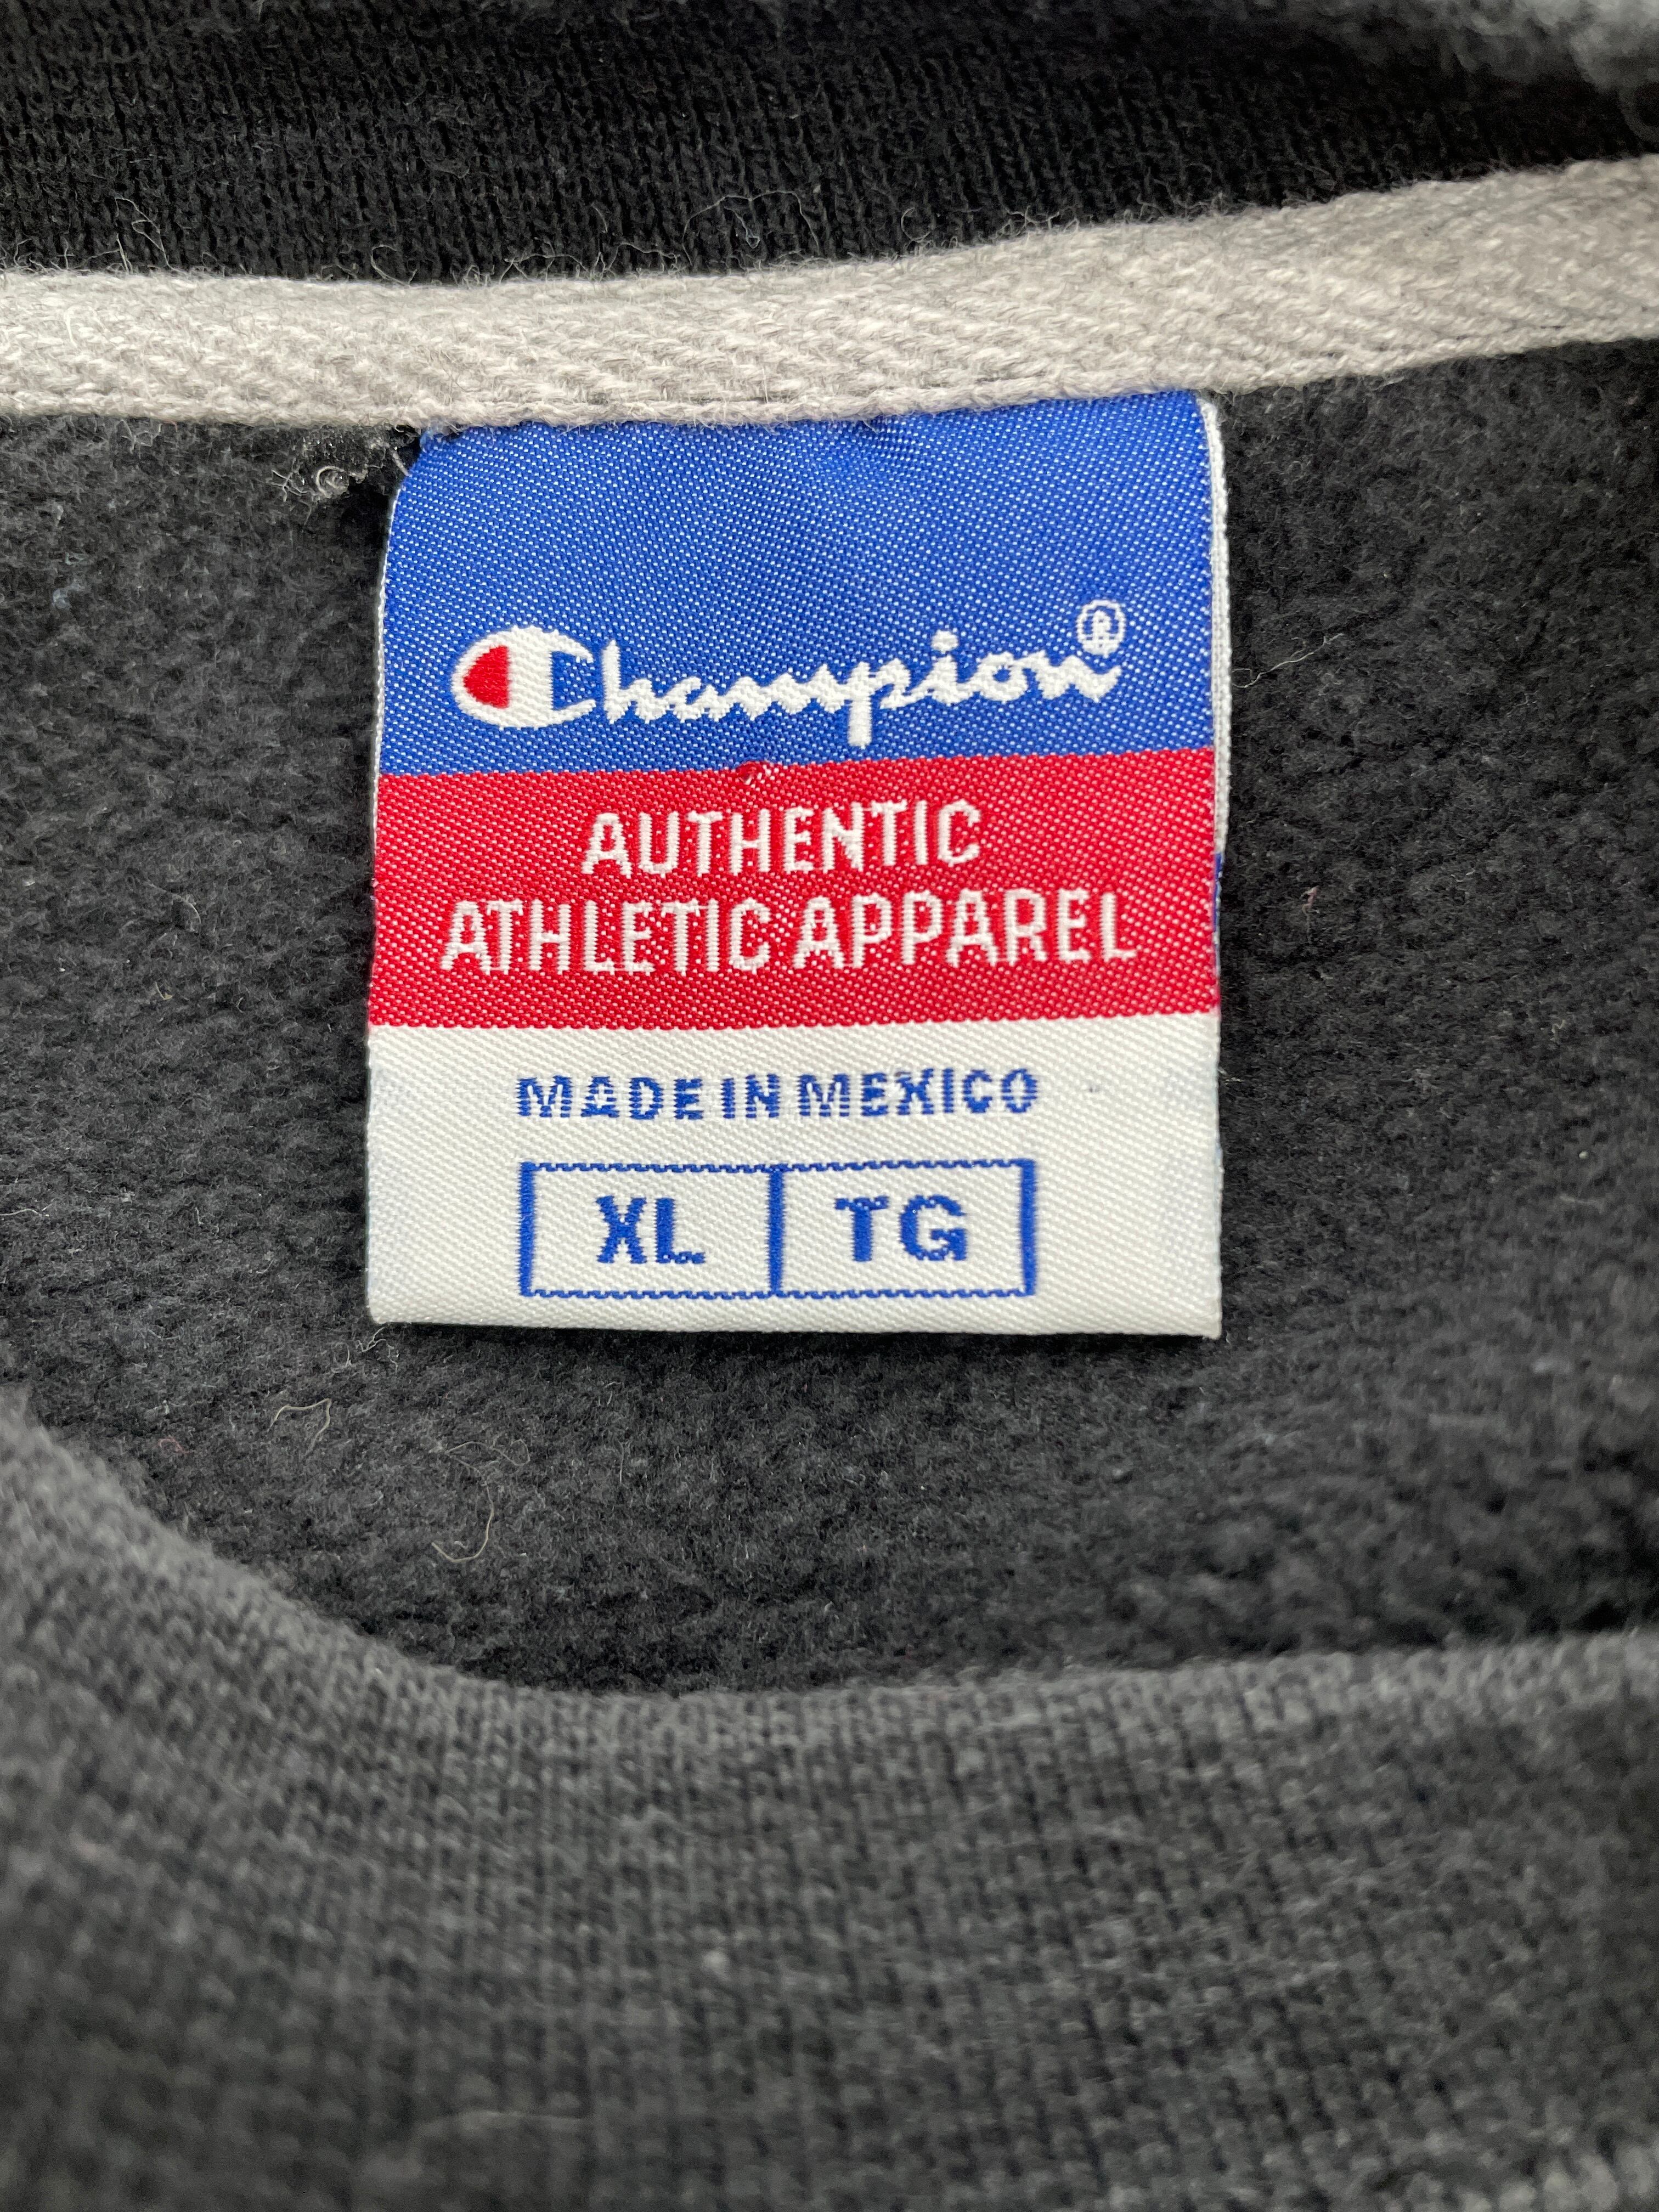 Champion®
AUTHENTIC
ATHLETIC APPAREL
MADE IN MEXICO
XL TG